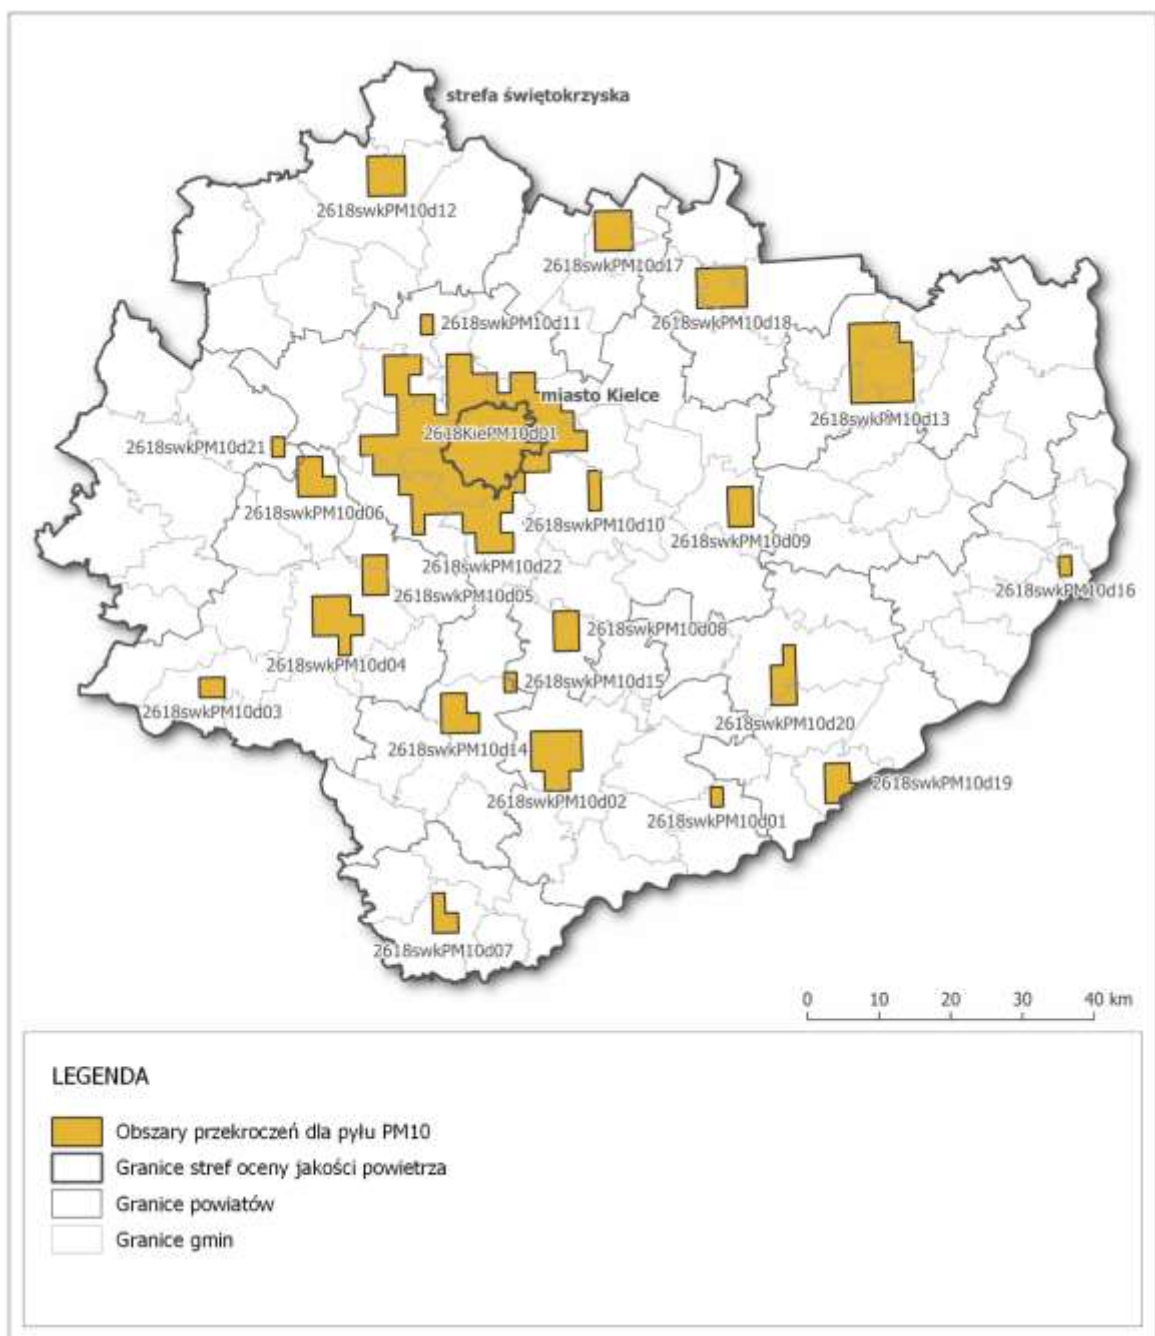 strefa świętokrzyska
2618swkPM10d12
2618swkPM10d17
2618swkPM10d11
2618swkPM10d18
miasto Kielce
2618swkPM10d13
2618KiePM10d01
2618swkPM10d21
2618swkPM10d06
2618swkPM10d10
2618swkPM10d09
2618swkPM10d22
2618swkPM10d16
2618swkPM10d05
2618swkPM10d08
2618swkPM10d04
2618swkPM10d15
2618swkPM10d03
2618swkPM10d20
2618swkPM10d14
2618swkPM10d19
2618swkPM10d02
2618swkPM10d01
2618swkPM10d07
0 10 20 30 40 km
LEGENDA
Obszary przekroczeń dla pyłu PM10
Granice stref oceny jakości powietrza
Granice powiatów
Granice gmin